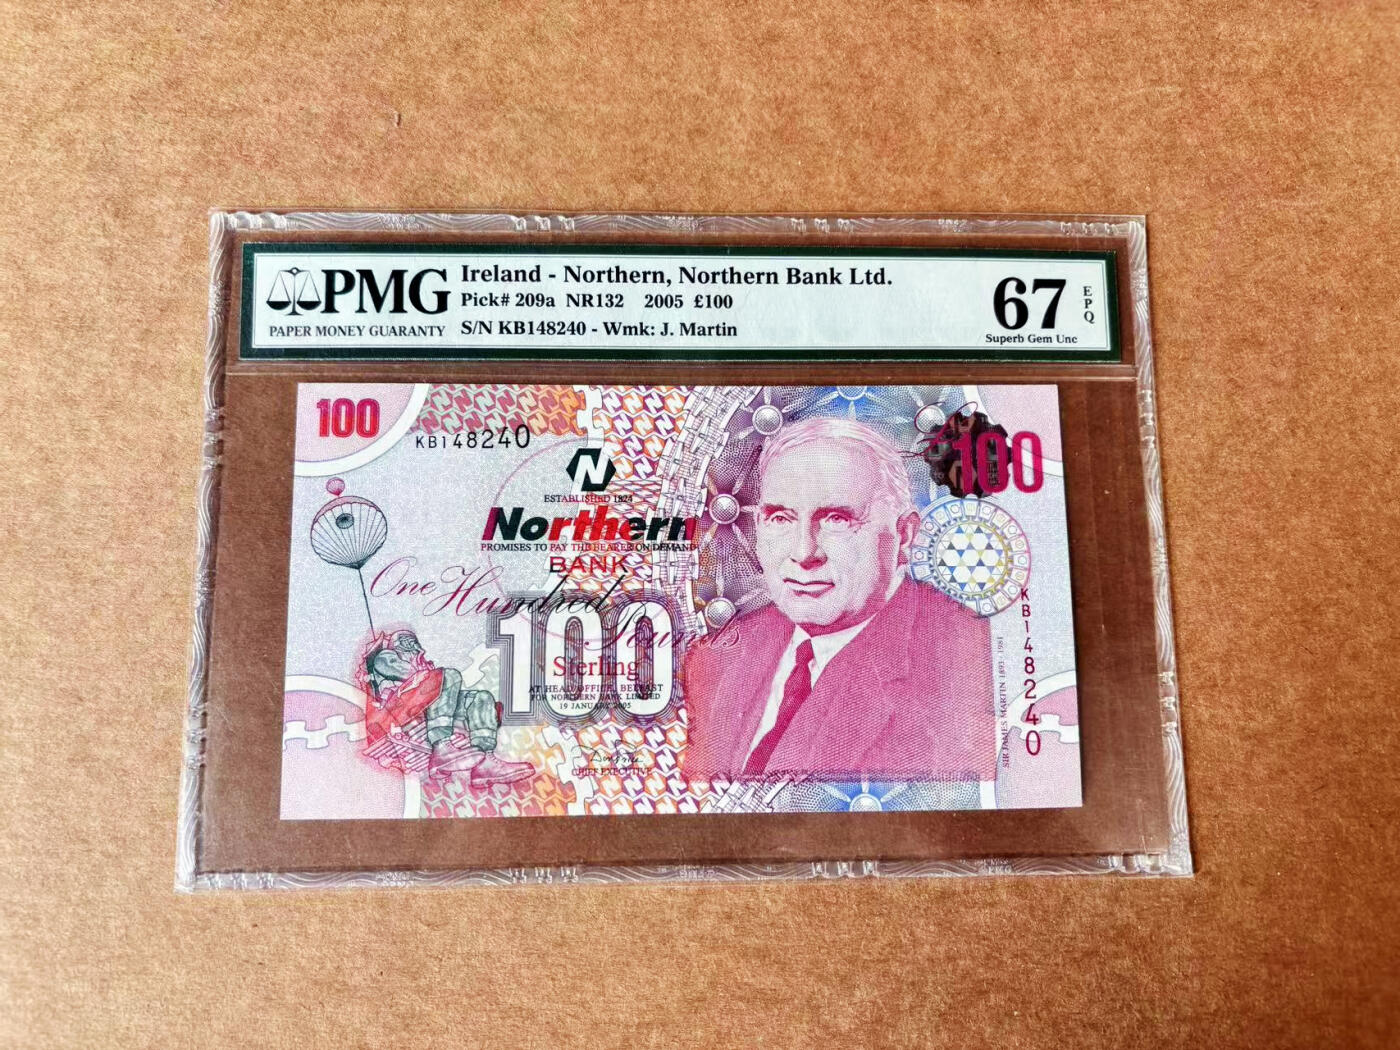 PMG
PAPER MONEY GUARANTY
Ireland - Northern, Northern Bank Ltd.
Pick# 209a NR132 2005 £100
S/N KB148240 - Wmk: J. Martin
67
EPQ
Superb Gem Unc
100
KB148240
N
ESTABLISHED 1824
Northern
PROMISES TO PAY THE BEARER ON DEMAND
BANK
One Hundred
Pounds
100
Sterling
AT HEAD OFFICE, BELFAST
FOR NORTHERN BANK LIMITED
19 JANUARY 2005
CHIEF EXECUTIVE
100
KB148240
SIR JAMES MARTIN 1893 - 1981